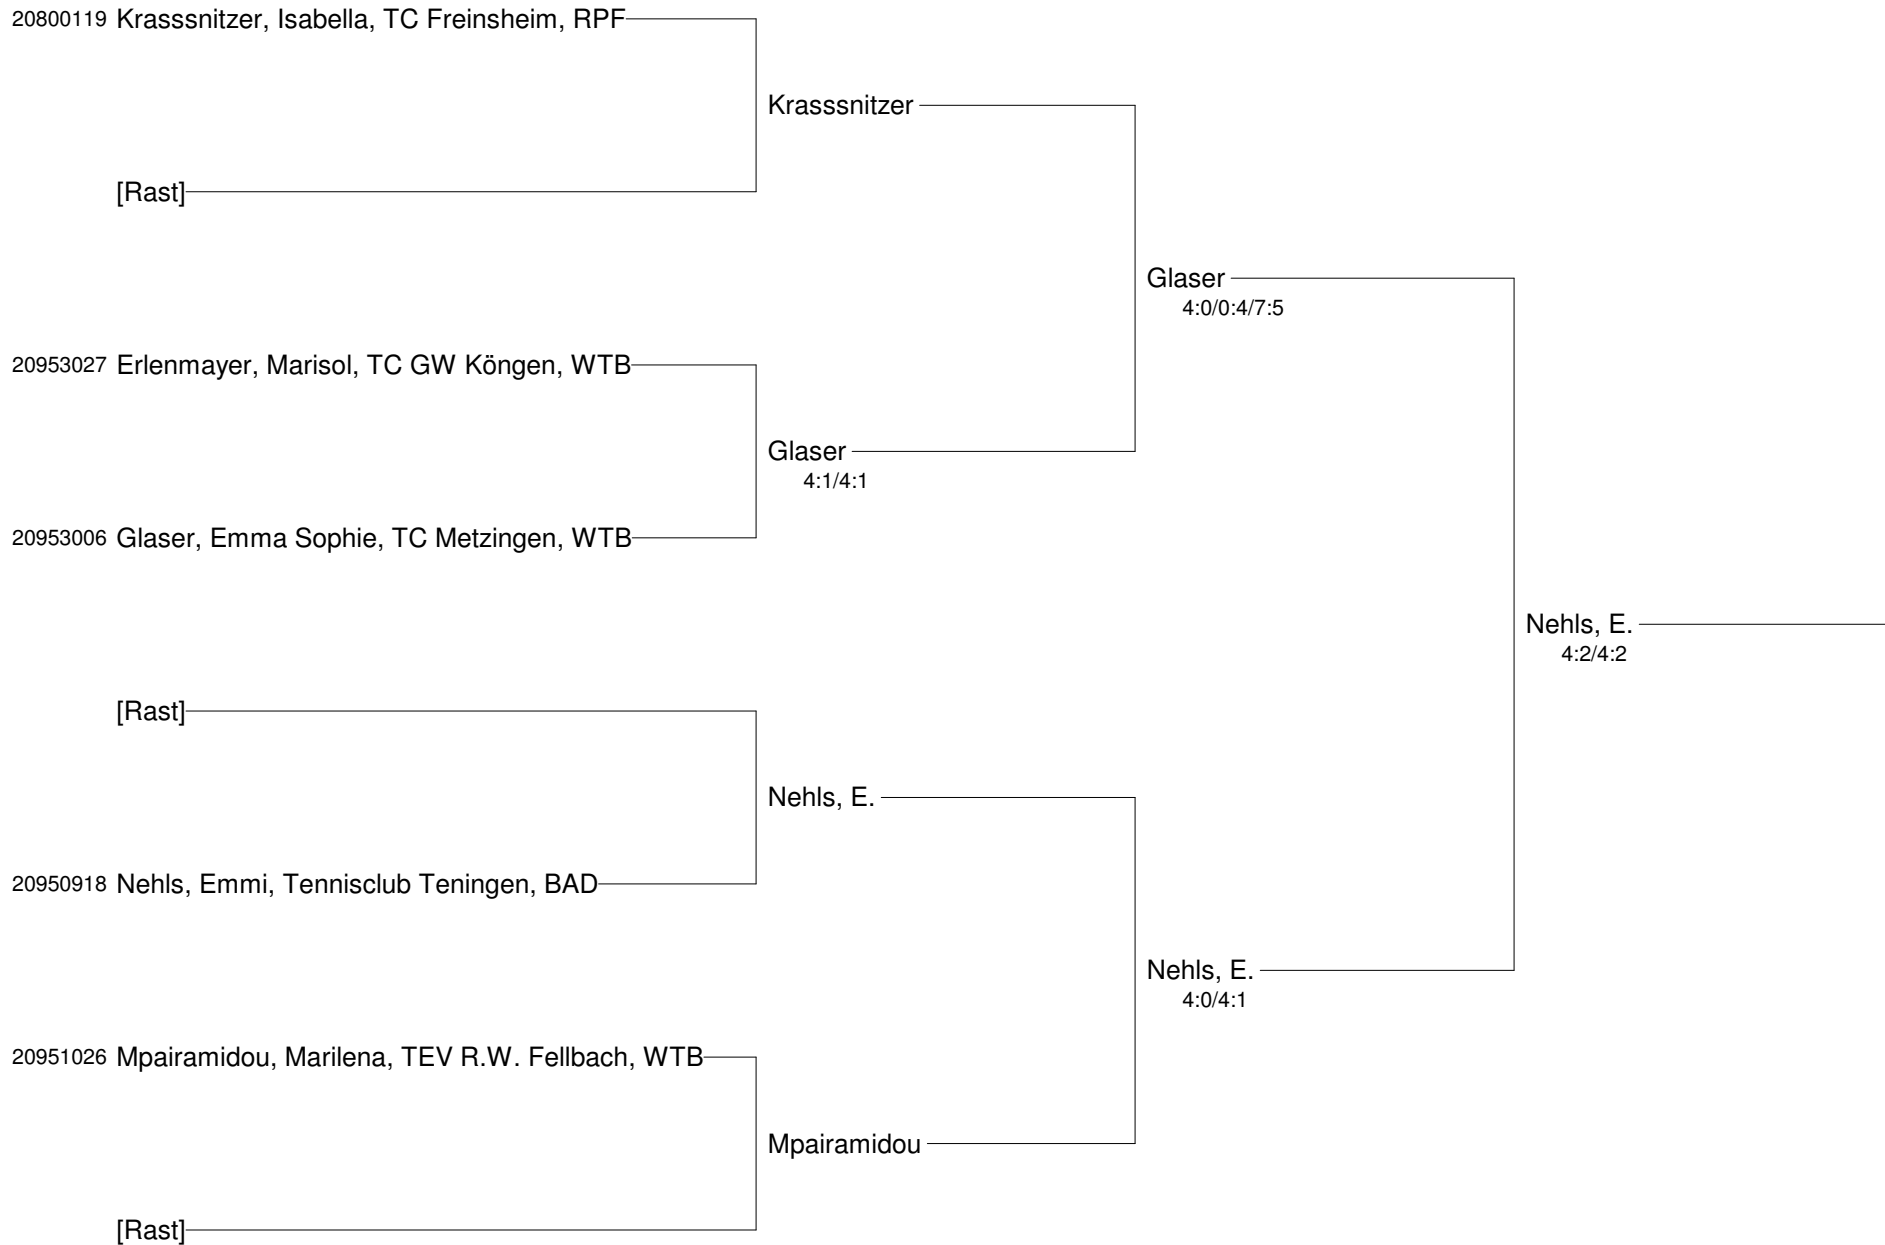 20800119 Krasssnitzer, Isabella, TC Freinsheim, RPF
Krasssnitzer
[Rast]
Glaser
4:0/0:4/7:5
20953027 Erlenmayer, Marisol, TC GW Köngen, WTB
Glaser
4:1/4:1
20953006 Glaser, Emma Sophie, TC Metzingen, WTB
Nehls, E.
4:2/4:2
[Rast]
Nehls, E.
20950918 Nehls, Emmi, Tennisclub Teningen, BAD
Nehls, E.
4:0/4:1
20951026 Mpairamidou, Marilena, TEV R.W. Fellbach, WTB
Mpairamidou
[Rast]